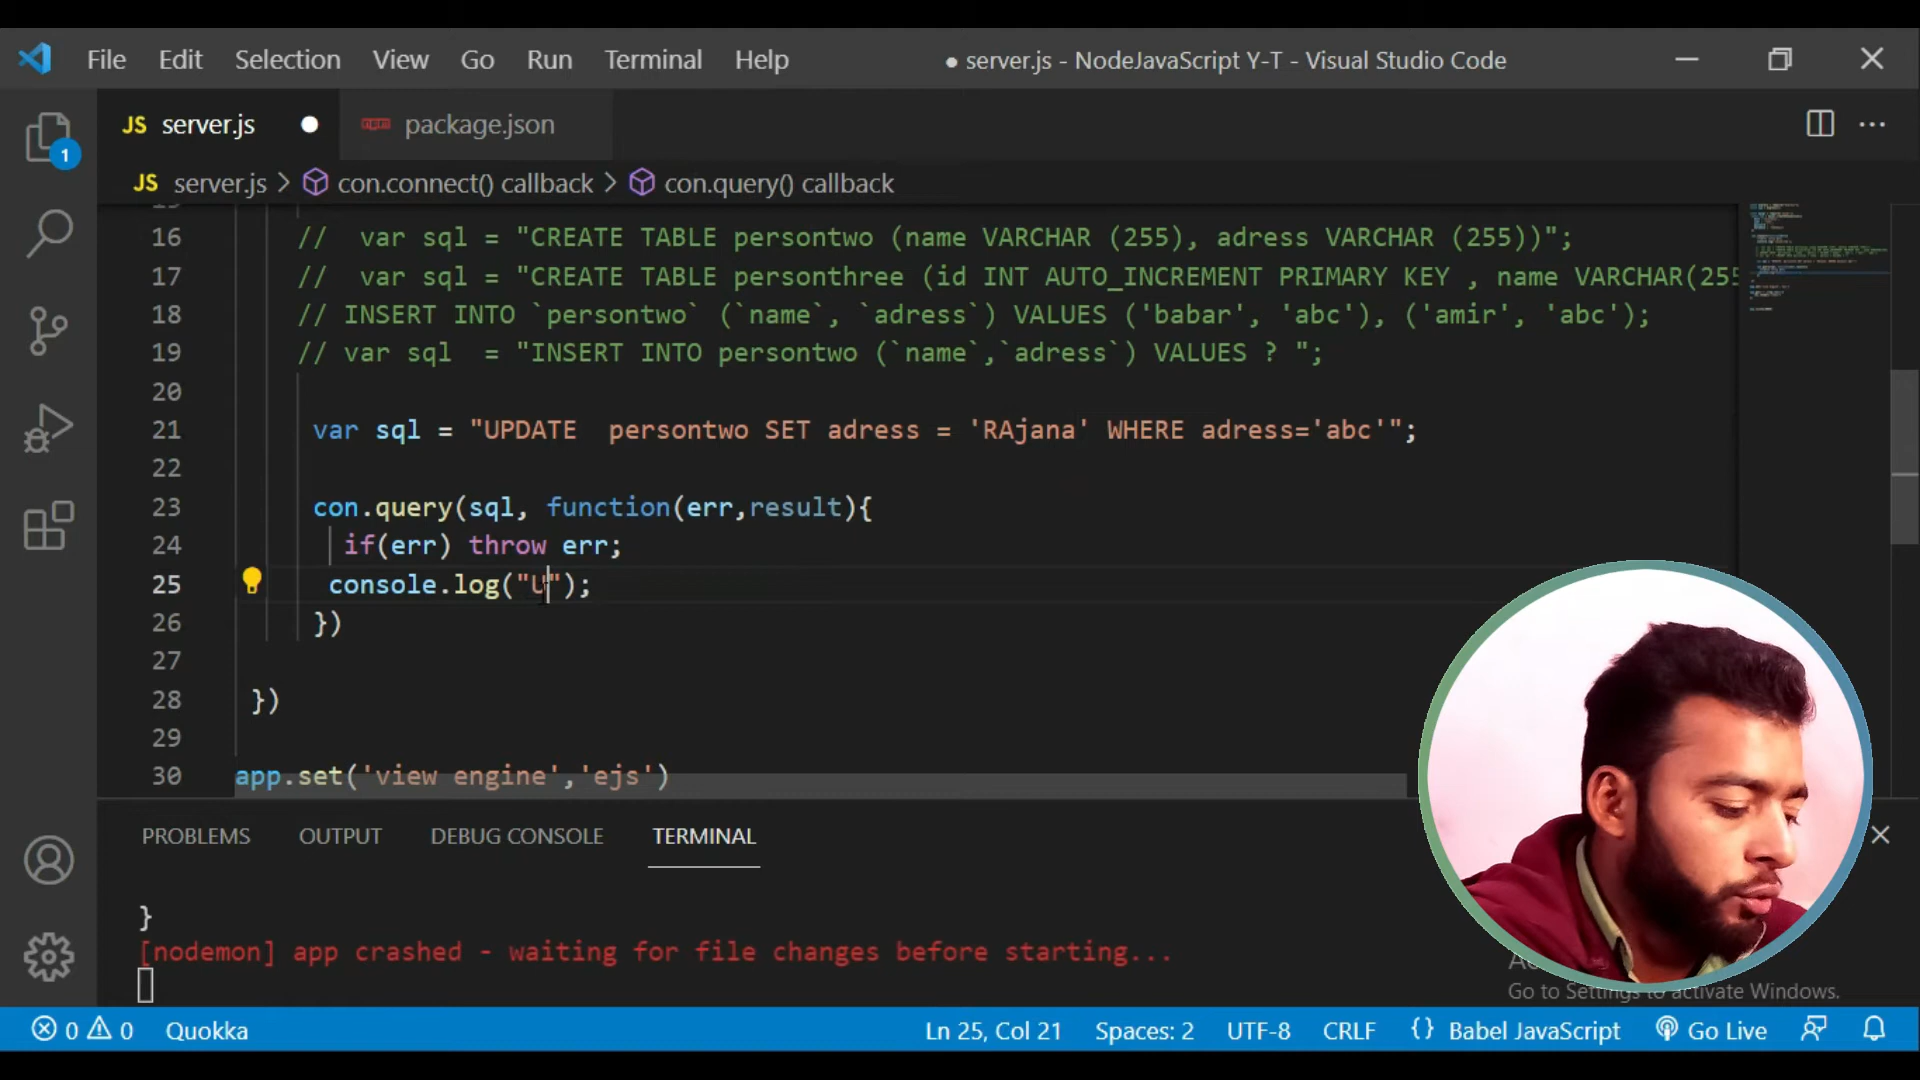 File Edit Selection View Go Run Terminal Help ● server.js - NodeJavaScript Y-T - Visual Studio Code
JS server.js ● npm package.json
1
JS server.js > con.connect() callback > con.query() callback
16 // var sql = "CREATE TABLE persontwo (name VARCHAR (255), adress VARCHAR (255))";
17 // var sql = "CREATE TABLE personthree (id INT AUTO_INCREMENT PRIMARY KEY , name VARCHAR(255
18 // INSERT INTO `persontwo` (`name`, `adress`) VALUES ('babar', 'abc'), ('amir', 'abc');
19 // var sql = "INSERT INTO persontwo (`name`,`adress`) VALUES ? ";
20
21 var sql = "UPDATE  persontwo SET adress = 'RAjana' WHERE adress='abc'";
22
23 con.query(sql, function(err,result){
24 if(err) throw err;
25 console.log("U");
26 })
27
28 })
29
30 app.set('view engine','ejs')
PROBLEMS OUTPUT DEBUG CONSOLE TERMINAL
}
[nodemon] app crashed - waiting for file changes before starting...
Go to Settings to activate Windows.
0 0 Quokka Ln 25, Col 21 Spaces: 2 UTF-8 CRLF {} Babel JavaScript Go Live